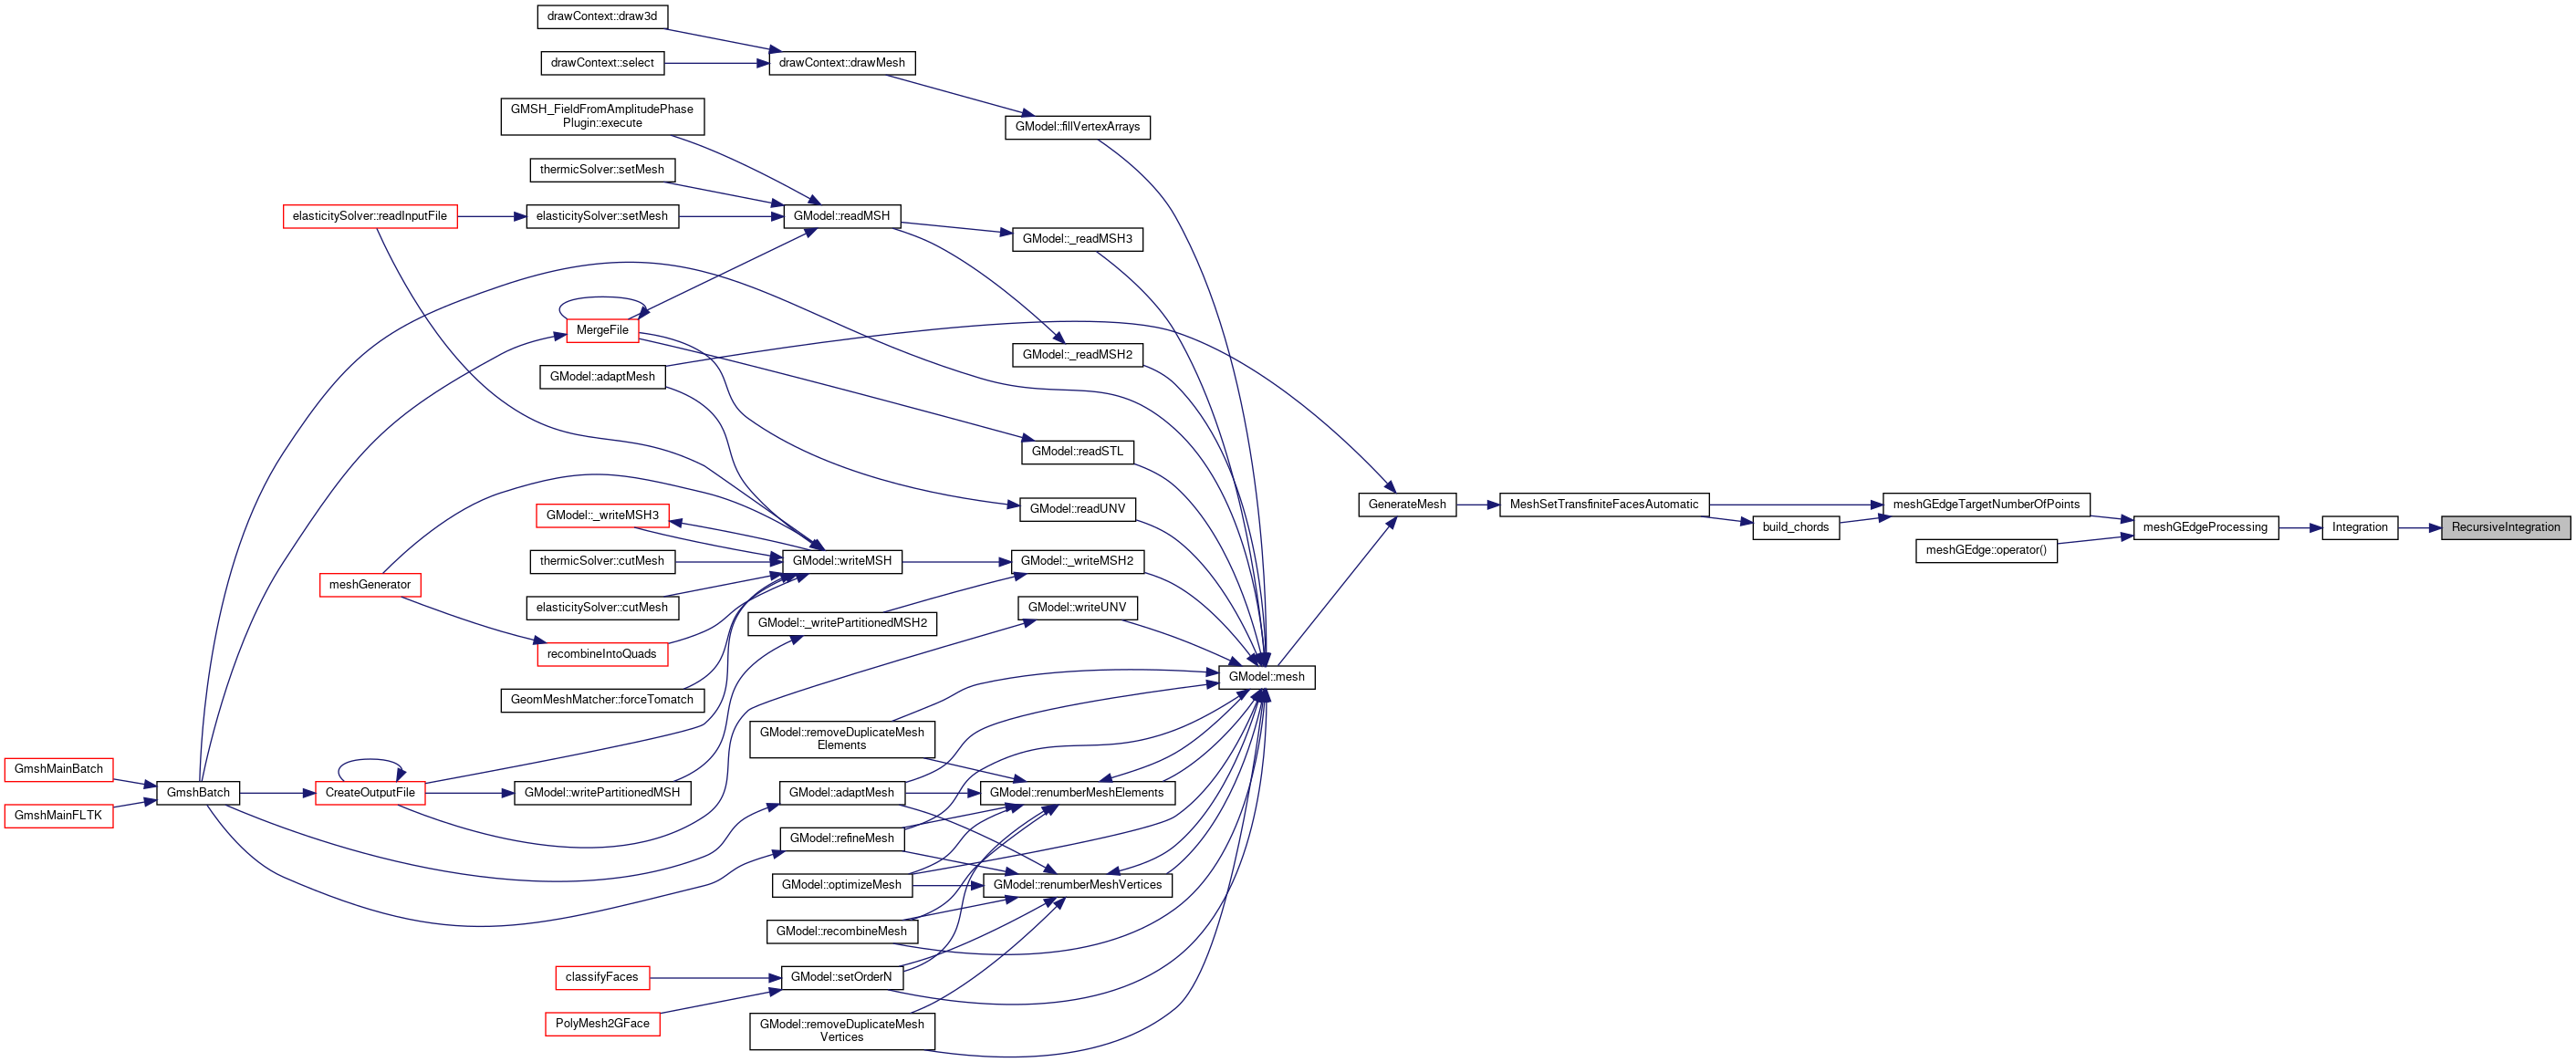 drawContext::draw3d
drawContext::select
drawContext::drawMesh
GMSH_FieldFromAmplitudePhase
Plugin::execute
GModel::fillVertexArrays
thermicSolver::setMesh
elasticitySolver::readInputFile
elasticitySolver::setMesh
GModel::readMSH
GModel::_readMSH3
MergeFile
GModel::_readMSH2
GModel::adaptMesh
GModel::readSTL
GModel::readUNV
GenerateMesh
MeshSetTransfiniteFacesAutomatic
meshGEdgeTargetNumberOfPoints
build_chords
meshGEdgeProcessing
Integration
RecursiveIntegration
meshGEdge::operator()
GModel::_writeMSH3
thermicSolver::cutMesh
GModel::writeMSH
GModel::_writeMSH2
meshGenerator
elasticitySolver::cutMesh
GModel::writeUNV
GModel::_writePartitionedMSH2
recombineIntoQuads
GModel::mesh
GeomMeshMatcher::forceTomatch
GModel::removeDuplicateMesh
Elements
GmshMainBatch
GmshBatch
CreateOutputFile
GModel::writePartitionedMSH
GModel::adaptMesh
GModel::renumberMeshElements
GmshMainFLTK
GModel::refineMesh
GModel::optimizeMesh
GModel::renumberMeshVertices
GModel::recombineMesh
classifyFaces
GModel::setOrderN
PolyMesh2GFace
GModel::removeDuplicateMesh
Vertices